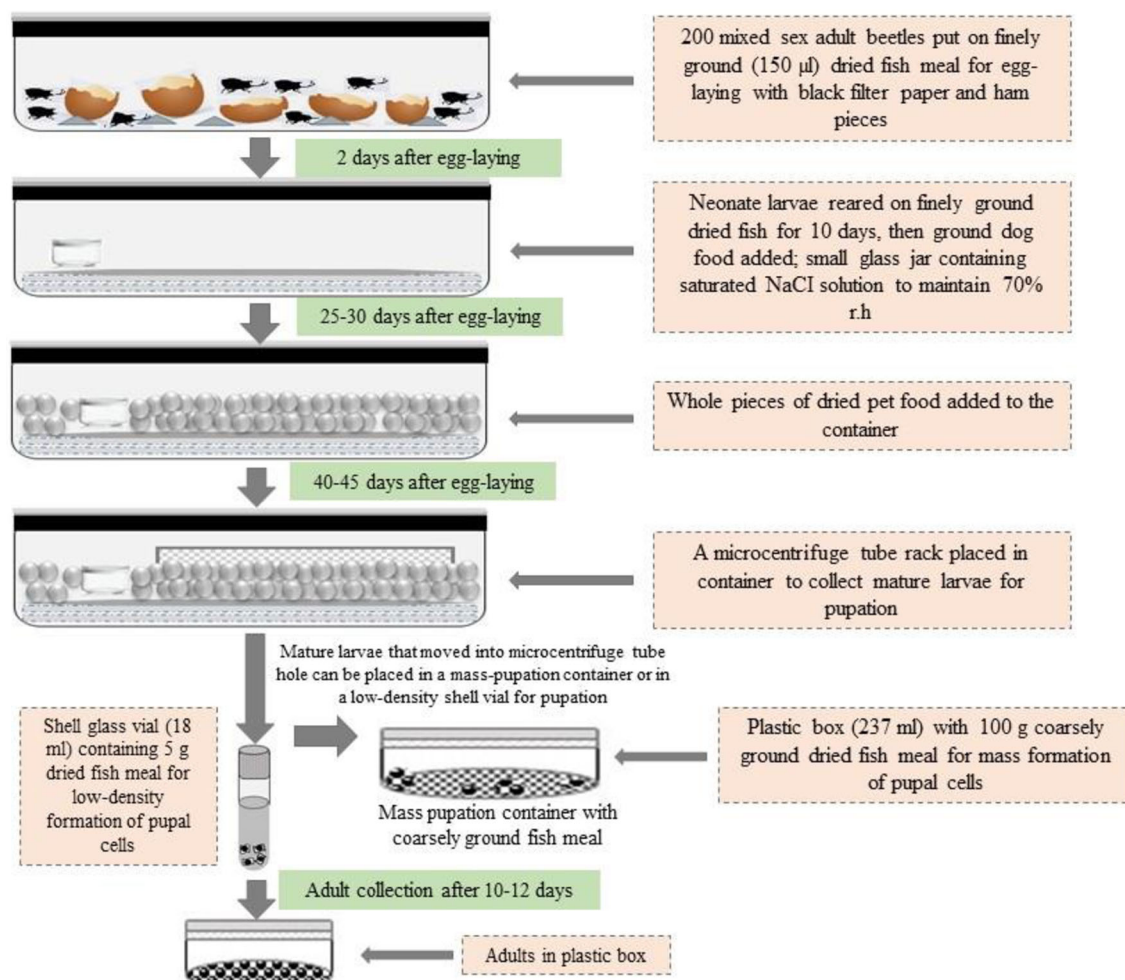 200 mixed sex adult beetles put on finely
ground (150 µl) dried fish meal for egg-
laying with black filter paper and ham
pieces
2 days after egg-laying
Neonate larvae reared on finely ground
dried fish for 10 days, then ground dog
food added; small glass jar containing
saturated NaCI solution to maintain 70%
r.h
25-30 days after egg-laying
Whole pieces of dried pet food added to the
container
40-45 days after egg-laying
A microcentrifuge tube rack placed in
container to collect mature larvae for
pupation
Mature larvae that moved into microcentrifuge tube
hole can be placed in a mass-pupation container or in
a low-density shell vial for pupation
Shell glass vial (18
ml) containing 5 g
dried fish meal for
low-density
formation of pupal
cells
Plastic box (237 ml) with 100 g coarsely
ground dried fish meal for mass formation
of pupal cells
Mass pupation container with
coarsely ground fish meal
Adult collection after 10-12 days
Adults in plastic box